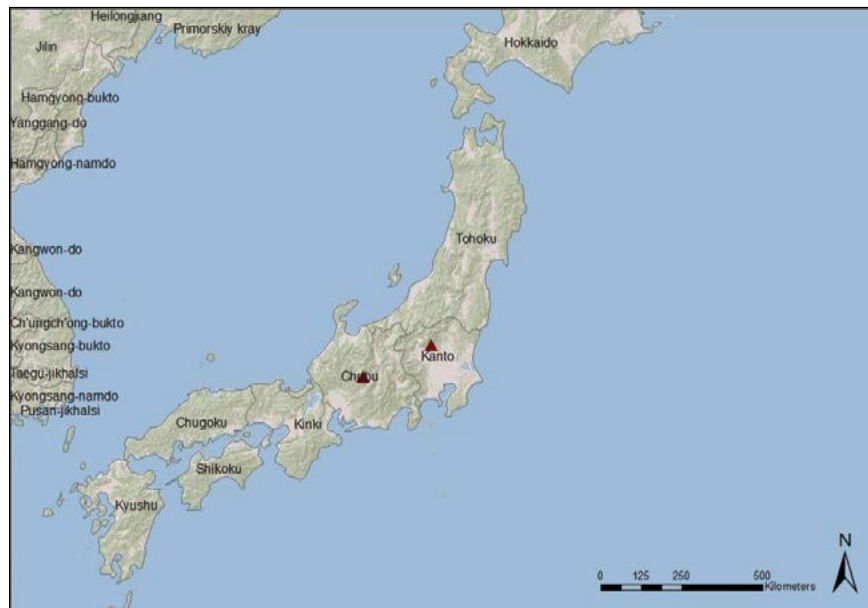 Heilongjiang
Primorskiy kray
Jilin
Hokkaido
Hamgyong-bukto
Yanggang-do
Hamgyong-namdo
Tohoku
Kangwon-do
Kangwon-do
Ch'ungch'ong-bukto
Kyongsang-bukto
Kanto
Taegu-jikhalsi
Chubu
Kyongsang-namdo
Pusan-jikhalsi
Chugoku
Kinki
Shikoku
Kyushu
N
0 125 250 500
Kilometers